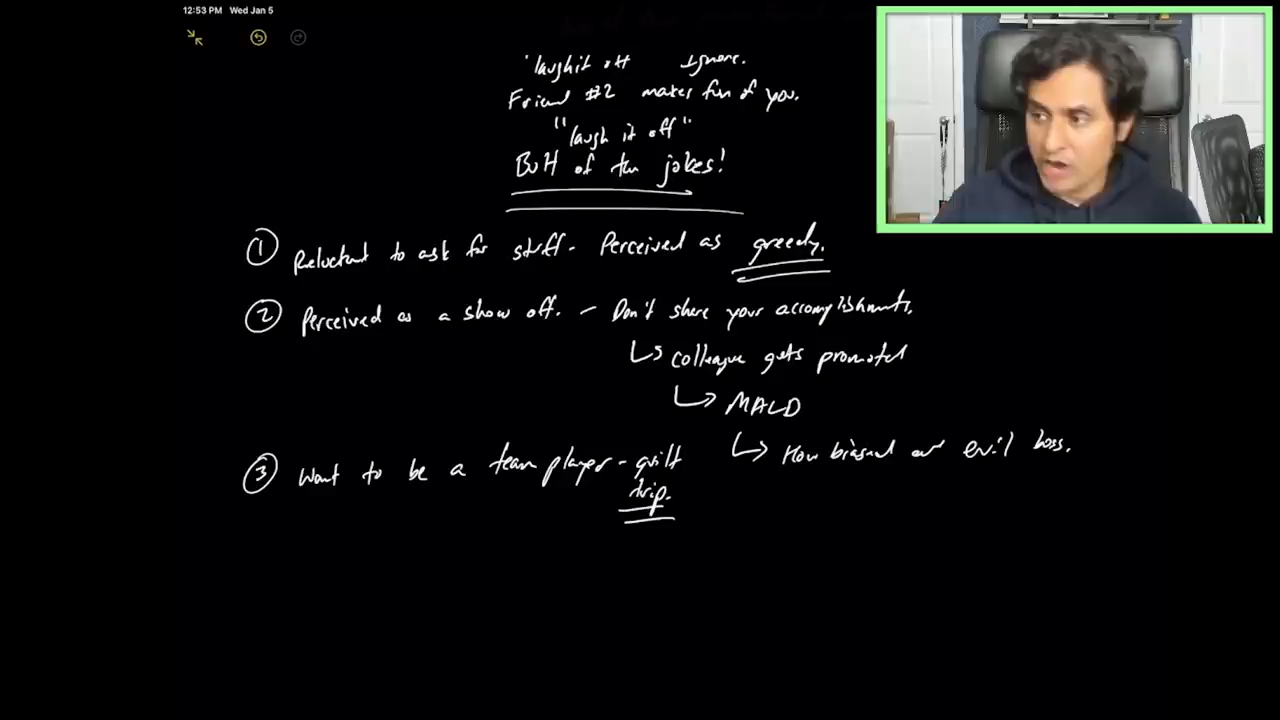 12:53 PM Wed Jan 5
"laugh it off Ignore.
Friend #2 makes fun of you.
"laugh it off"
Butt of the jokes!
① Reluctant to ask for stuff - Perceived as greedy.
② Perceived as a show off. - Don't share your accomplishments.
↳ colleague gets promoted
↳ MALD
↳ How biased or evil boss.
③ Want to be a team player - guilt
trip.